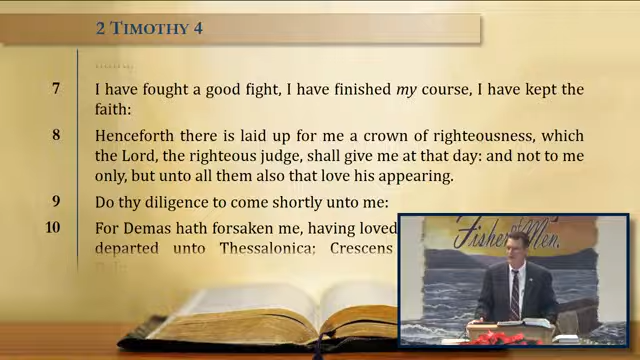 2 TIMOTHY 4
7 I have fought a good fight, I have finished my course, I have kept the
faith:
8 Henceforth there is laid up for me a crown of righteousness, which
the Lord, the righteous judge, shall give me at that day: and not to me
only, but unto all them also that love his appearing.
9 Do thy diligence to come shortly unto me:
10 For Demas hath forsaken me, having loved
departed unto Thessalonica; Crescens
Fishers of Men.